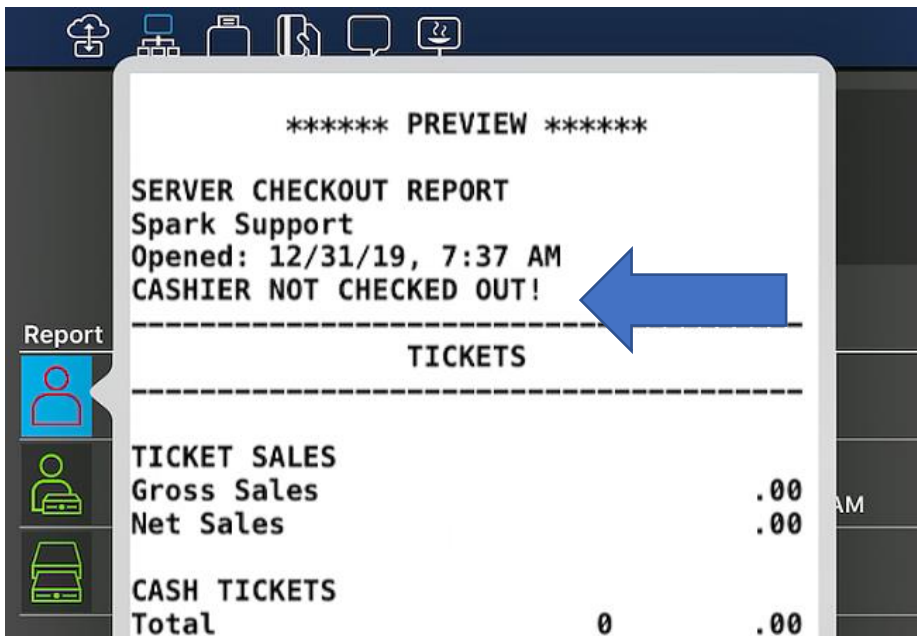 ****** PREVIEW ******
SERVER CHECKOUT REPORT
Spark Support
Opened: 12/31/19, 7:37 AM
CASHIER NOT CHECKED OUT!
Report
TICKETS
TICKET SALES
Gross Sales .00
AM
Net Sales .00
CASH TICKETS
Total 0 .00